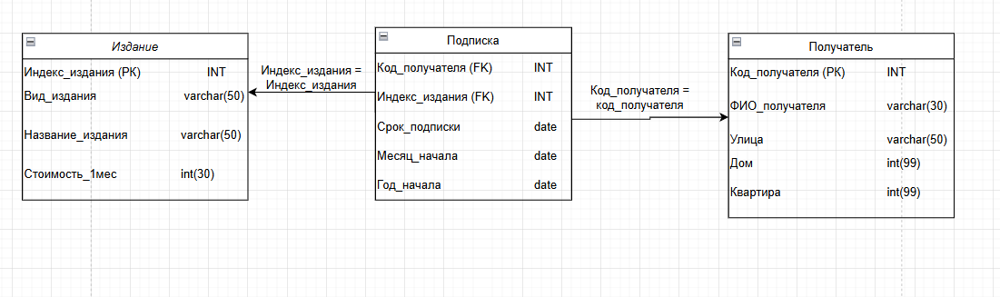 Издание
Индекс_издания (РК) INT
Вид_издания varchar(50)
Название_издания varchar(50)
Стоимость_1мес int(30)
Индекс_издания =
Индекс_издания
Подписка
Код_получателя (FK) INT
Индекс_издания (FK) INT
Срок_подписки date
Месяц_начала date
Год_начала date
Код_получателя =
код_получателя
Получатель
Код_получателя (РК) INT
ФИО_получателя varchar(30)
Улица varchar(50)
Дом int(99)
Квартира int(99)